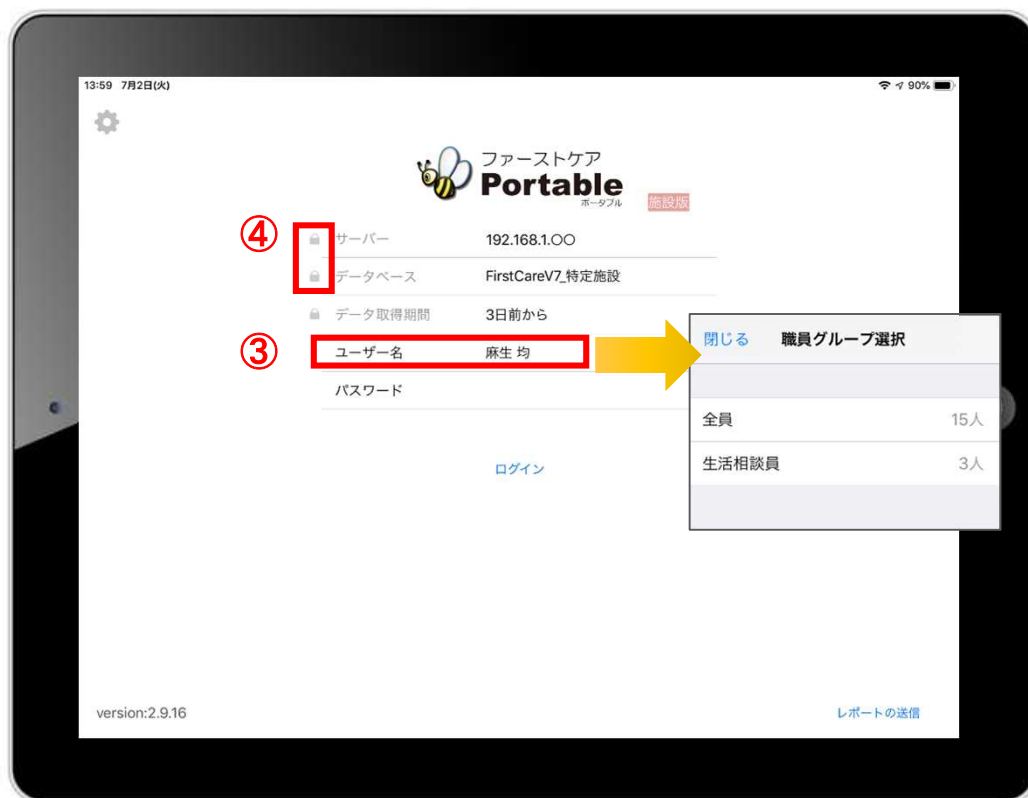 13:59 7月2日(火)
90%
ファーストケア
Portable
ポータブル
施設版
④
サーバー 192.168.1.〇〇
データベース FirstCareV7_特定施設
データ取得期間 3日前から
③
ユーザー名 麻生 均
パスワード
ログイン
閉じる 職員グループ選択
全員 15人
生活相談員 3人
version:2.9.16
レポートの送信